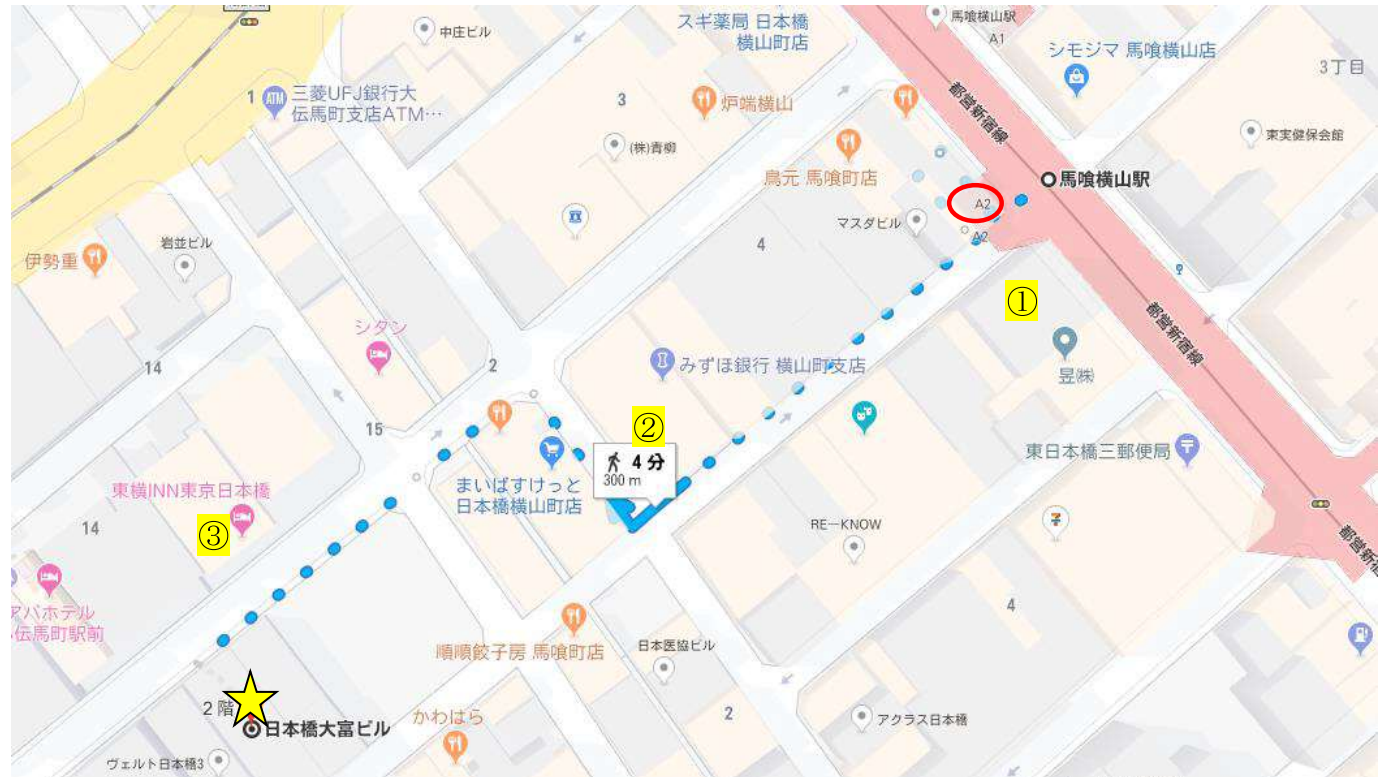 中庄ビル
スギ薬局 日本橋
横山町店
馬喰横山駅
A1
シモジマ 馬喰横山店
3丁目
1
ATM
三菱UFJ銀行大
伝馬町支店ATM…
3
炉端横山
都営新宿線
東実健保会館
(株)青柳
鳥元 馬喰町店
馬喰横山駅
A2
マスダビル
A2
4
岩並ビル
伊勢重
①
シタン
都営新宿線
14
2
みずほ銀行 横山町支店
昱㈱
15
②
4 分
300 m
東日本橋三郵便局
まいばすけっと
日本橋横山町店
東横INN東京日本橋
14
③
RE－KNOW
アパホテル
伝馬町駅前
4
順順餃子房 馬喰町店
日本医協ビル
2 階
日本橋大富ビル
かわはら
2
アクラス日本橋
ヴェルト日本橋3